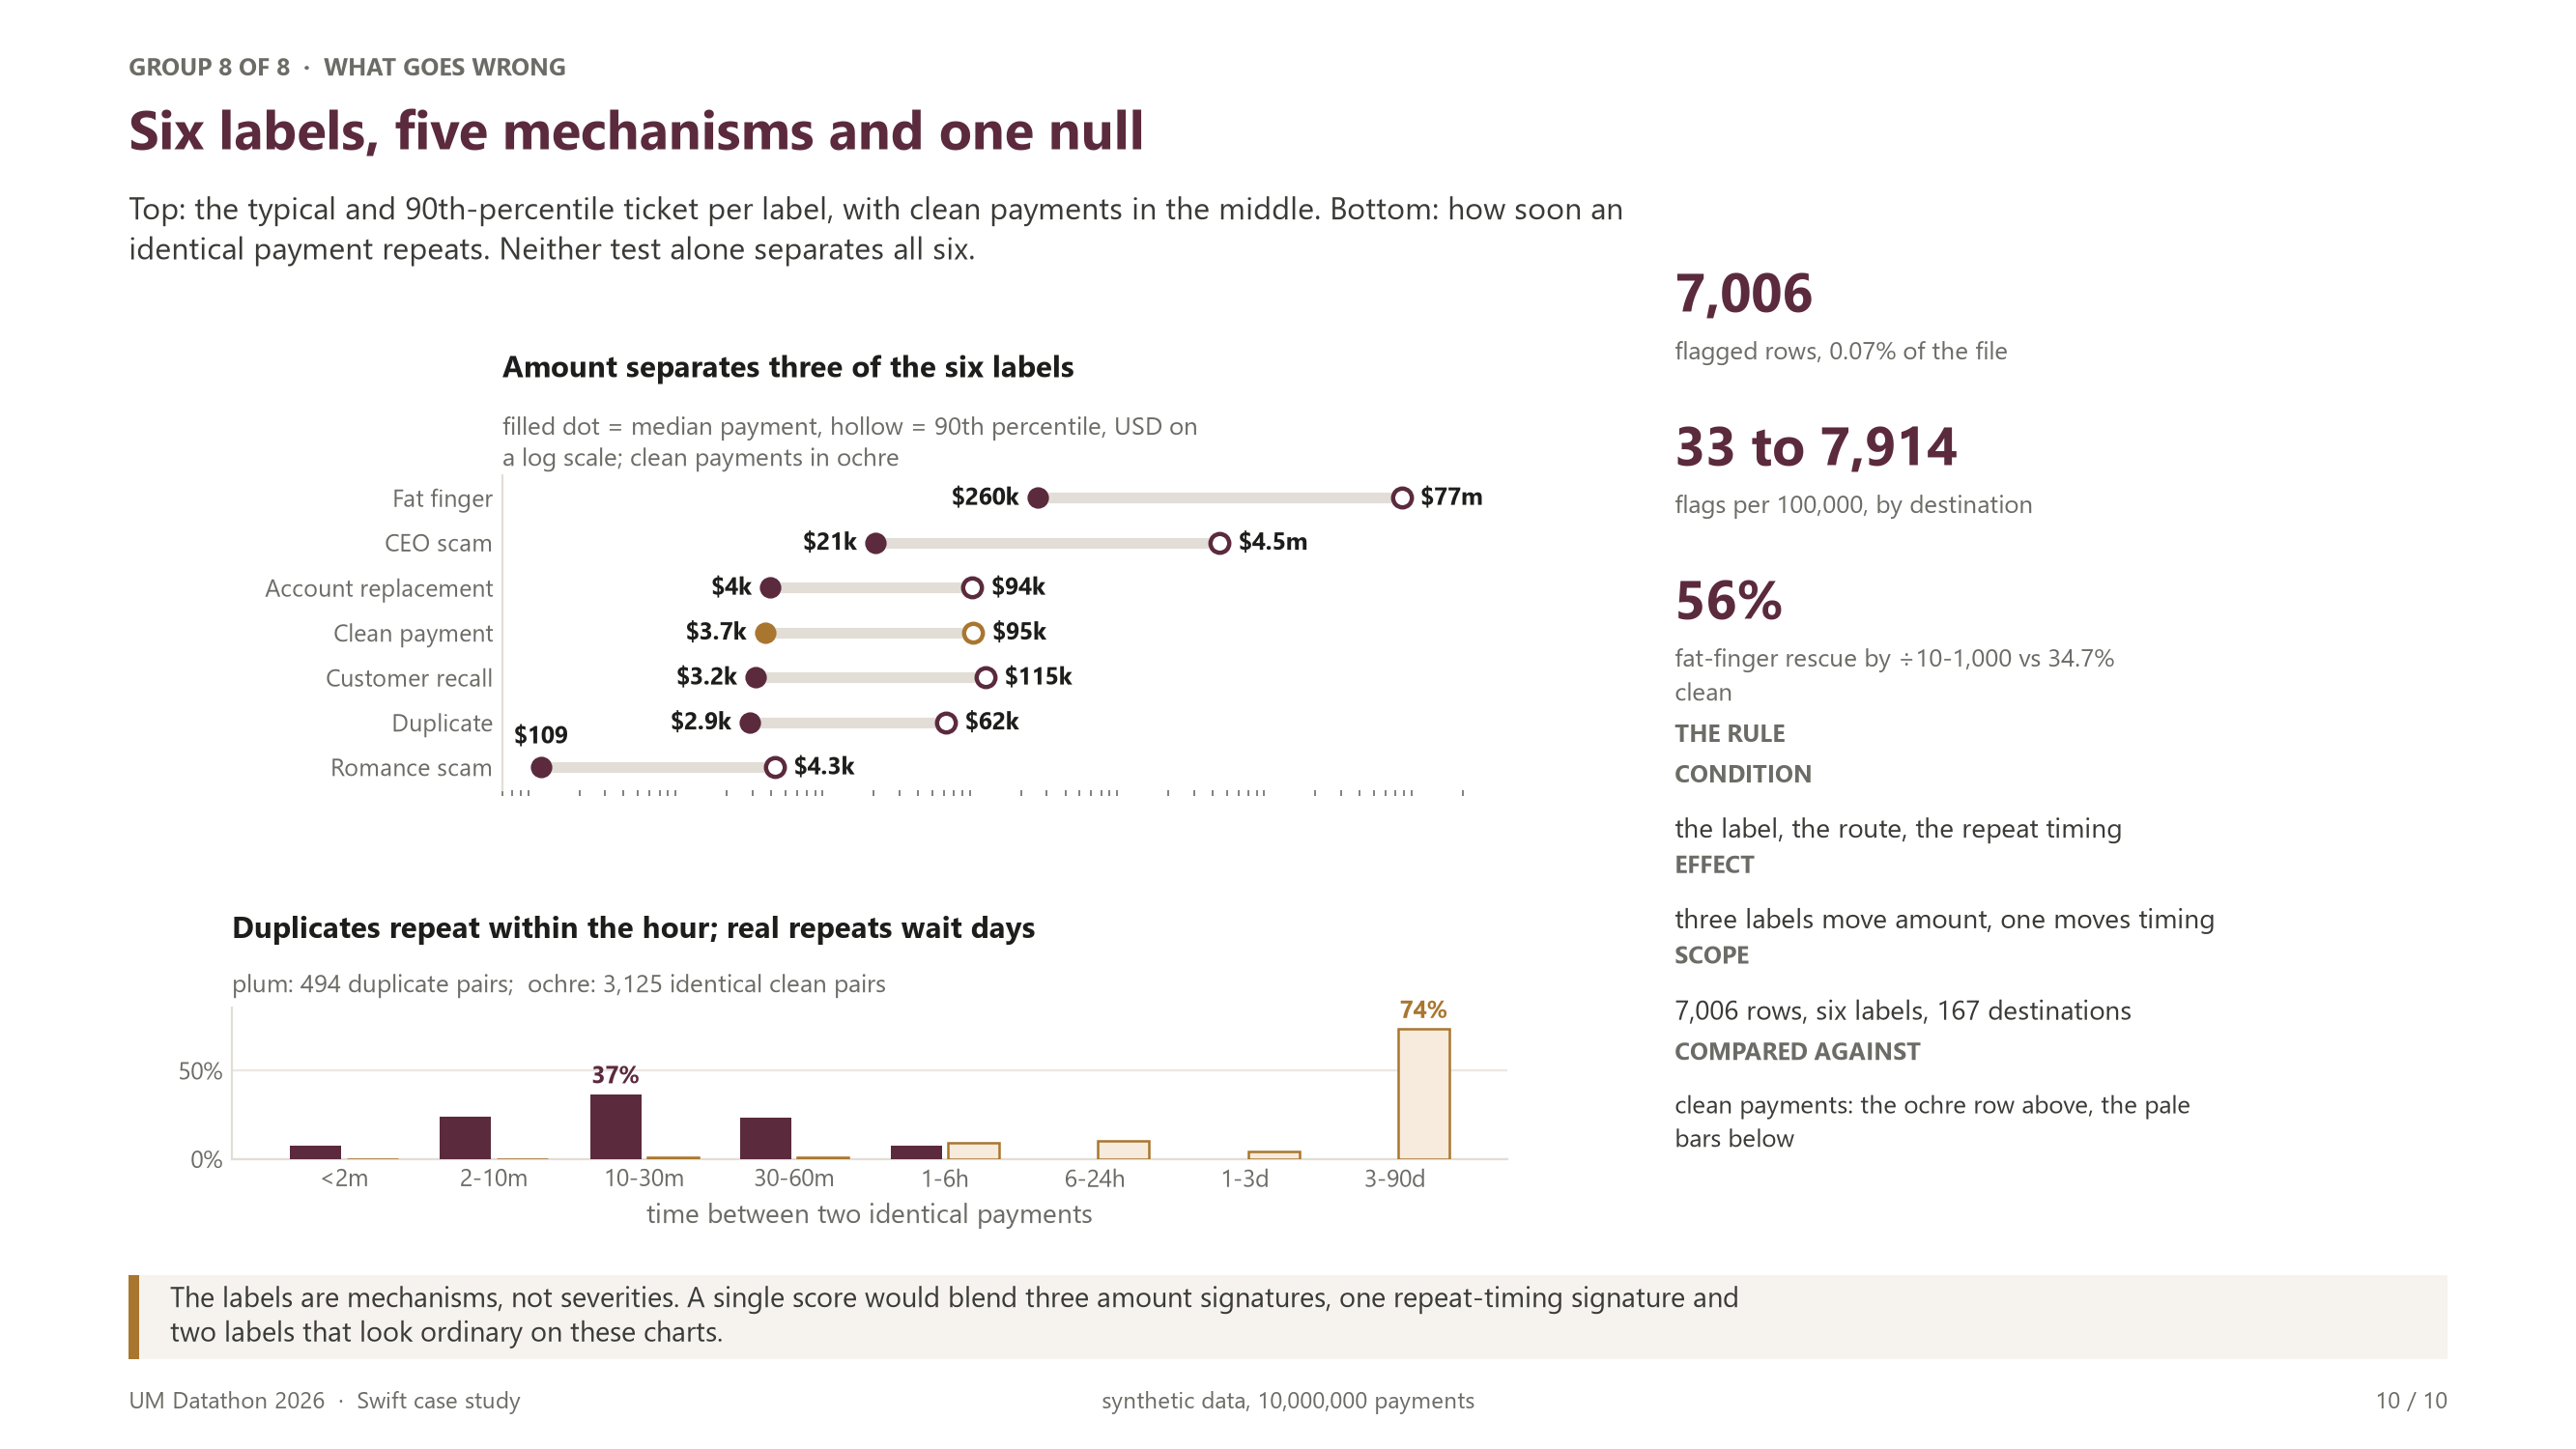 GROUP 8 OF 8 · WHAT GOES WRONG
Six labels, five mechanisms and one null
Top: the typical and 90th-percentile ticket per label, with clean payments in the middle. Bottom: how soon an
identical payment repeats. Neither test alone separates all six.
Amount separates three of the six labels
filled dot = median payment, hollow = 90th percentile, USD on
a log scale; clean payments in ochre
Fat finger $260k $77m
CEO scam $21k $4.5m
Account replacement $4k $94k
Clean payment $3.7k $95k
Customer recall $3.2k $115k
Duplicate $2.9k $62k
Romance scam $109 $4.3k
Duplicates repeat within the hour; real repeats wait days
plum: 494 duplicate pairs; ochre: 3,125 identical clean pairs
74%
50%
37%
0%
<2m 2-10m 10-30m 30-60m 1-6h 6-24h 1-3d 3-90d
time between two identical payments
7,006
flagged rows, 0.07% of the file
33 to 7,914
flags per 100,000, by destination
56%
fat-finger rescue by ÷10-1,000 vs 34.7%
clean
THE RULE
CONDITION
the label, the route, the repeat timing
EFFECT
three labels move amount, one moves timing
SCOPE
7,006 rows, six labels, 167 destinations
COMPARED AGAINST
clean payments: the ochre row above, the pale
bars below
The labels are mechanisms, not severities. A single score would blend three amount signatures, one repeat-timing signature and
two labels that look ordinary on these charts.
UM Datathon 2026 · Swift case study
synthetic data, 10,000,000 payments
10 / 10